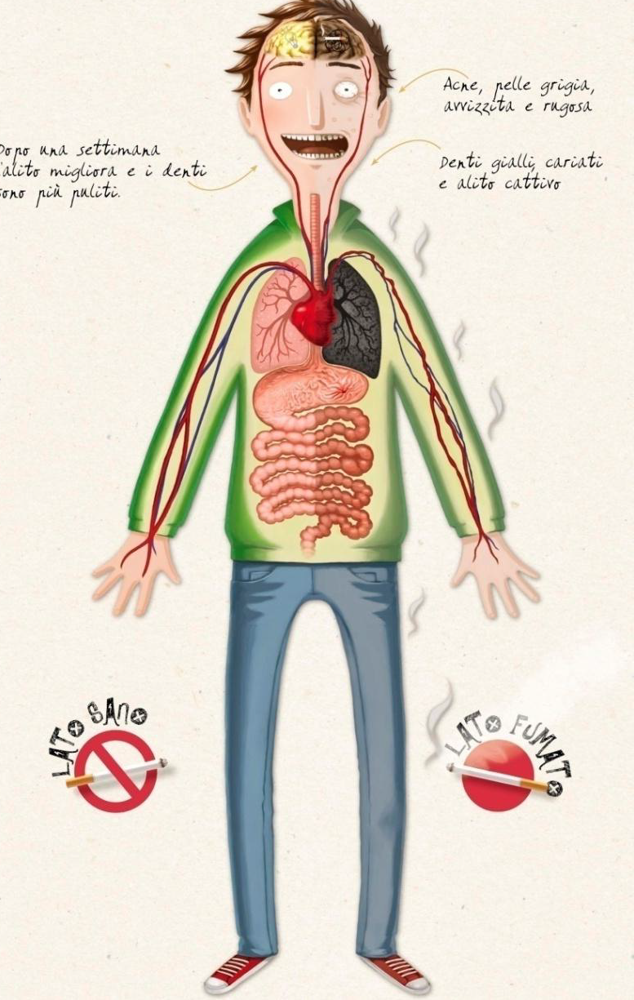 Acne, pelle grigia,
avvizzita e rugosa
Dopo una settimana
l'alito migliora e i denti
sono più puliti.
Denti gialli, cariati
e alito cattivo
LATO SANO
LATO FUMATO